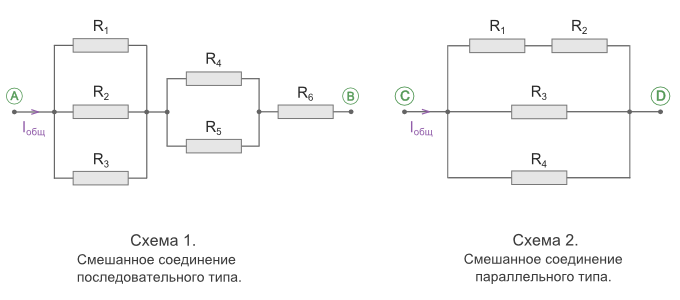 R1
R2
R3
R4
R5
R6
A
B
Iобщ
Схема 1.
Смешанное соединение
последовательного типа.
R1
R2
R3
R4
C
D
Iобщ
Схема 2.
Смешанное соединение
параллельного типа.